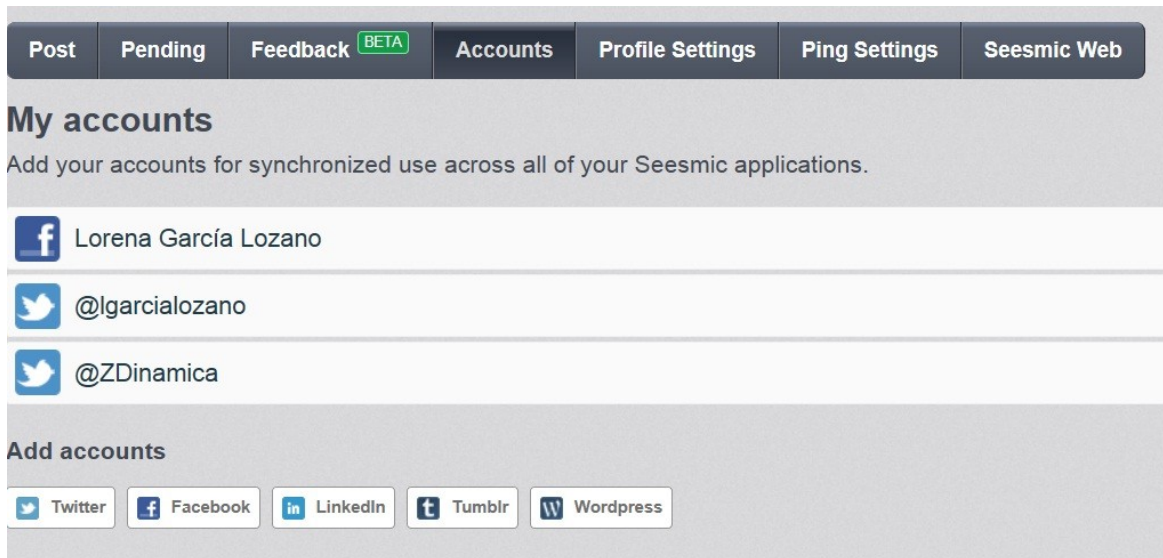 Post Pending Feedback BETA Accounts Profile Settings Ping Settings Seesmic Web
My accounts
Add your accounts for synchronized use across all of your Seesmic applications.
Lorena García Lozano
@lgarcialozano
@ZDinamica
Add accounts
Twitter Facebook LinkedIn Tumblr Wordpress